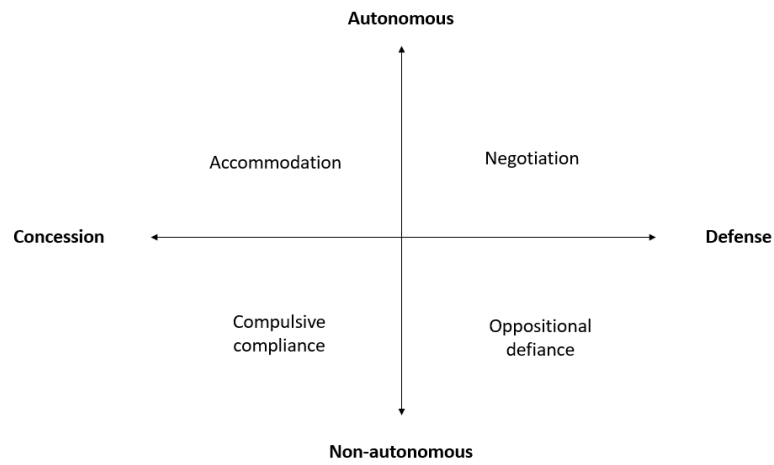 Autonomous
Accommodation
Negotiation
Concession
Defense
Compulsive
compliance
Oppositional
defiance
Non-autonomous